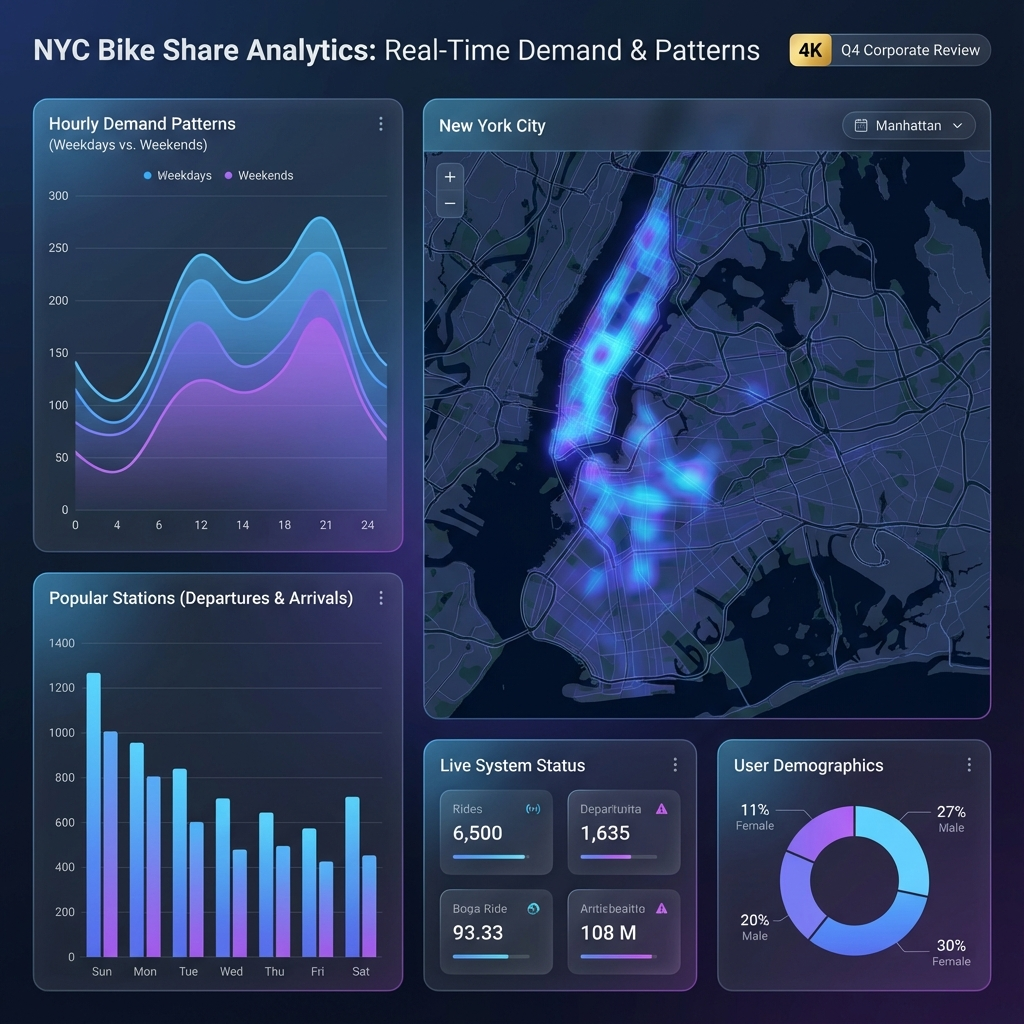 NYC Bike Share Analytics: Real-Time Demand & Patterns
4K Q4 Corporate Review
Hourly Demand Patterns
(Weekdays vs. Weekends)
Weekdays Weekends
300
250
200
150
100
50
0
0 4 6 12 14 18 21 24
New York City
Manhattan
+
−
Popular Stations (Departures & Arrivals)
1400
1200
1000
800
600
400
200
0
Sun Mon Tue Wed Thu Fri Sat
Live System Status
Rides
6,500
1,635
Boga Ride
93.33
108 M
User Demographics
11%
Female
27%
Male
20%
Male
30%
Female